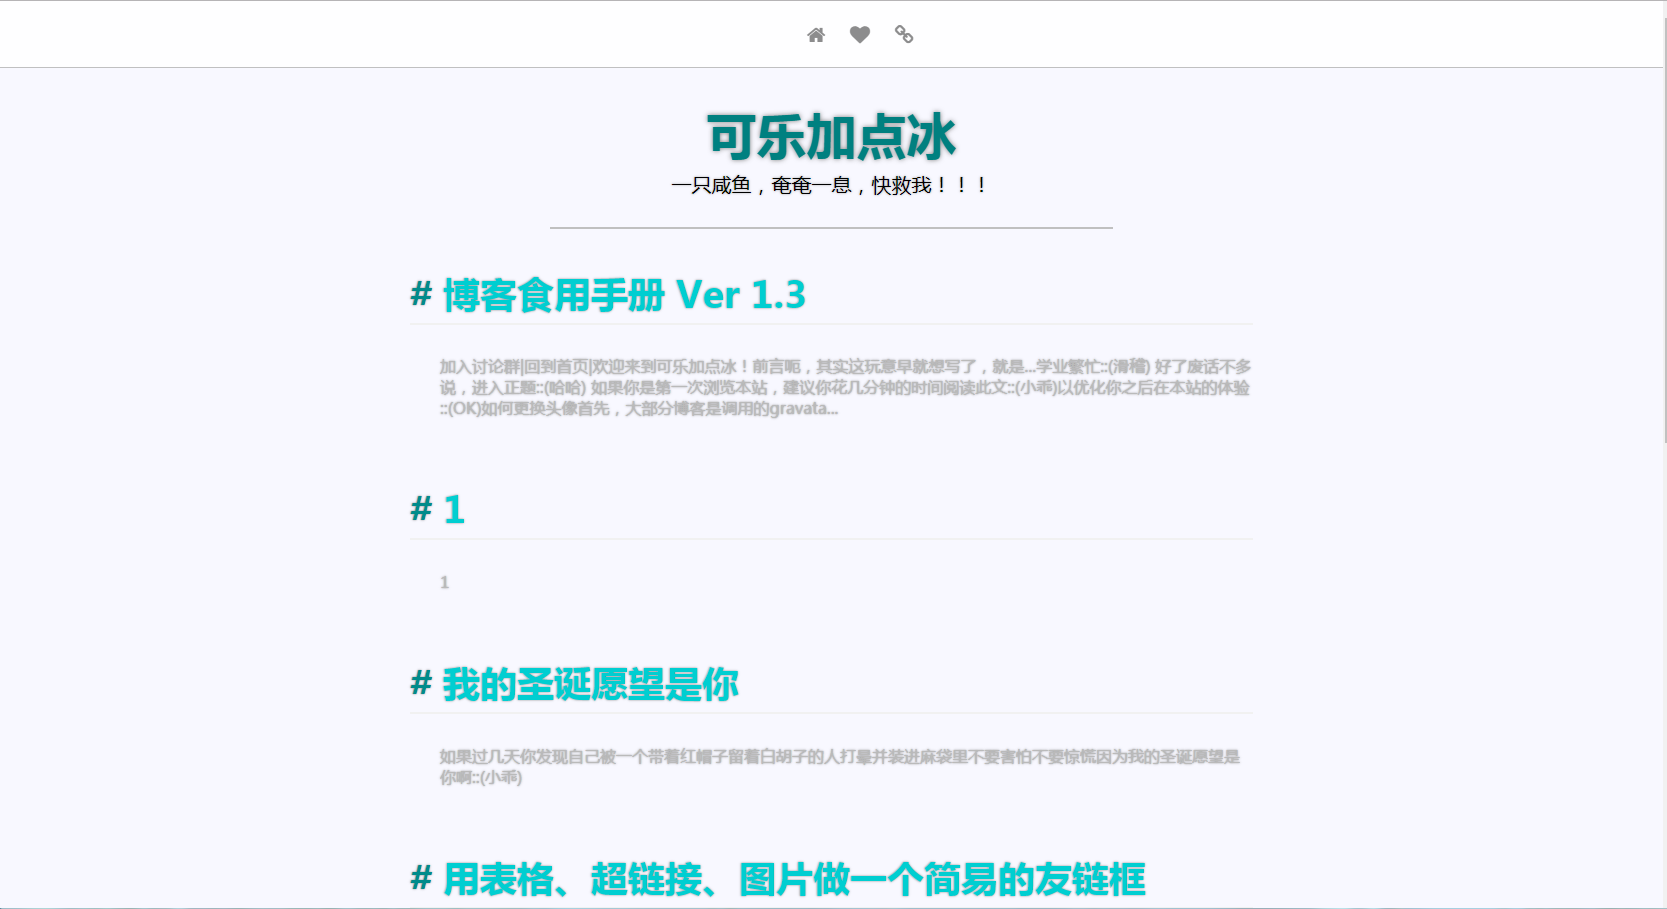 可乐加点冰
一只咸鱼，奄奄一息，快救我！！！
# 博客食用手册 Ver 1.3
加入讨论群|回到首页|欢迎来到可乐加点冰！前言呃，其实这玩意早就想写了，就是...学业繁忙::(滑稽) 好了废话不多
说，进入正题::(哈哈) 如果你是第一次浏览本站，建议你花几分钟的时间阅读此文::(小乖)以优化你之后在本站的体验
::(OK)如何更换头像首先，大部分博客是调用的gravata...
# 1
1
# 我的圣诞愿望是你
如果过几天你发现自己被一个带着红帽子留着白胡子的人打晕并装进麻袋里不要害怕不要惊慌因为我的圣诞愿望是
你啊::(小乖)
# 用表格、超链接、图片做一个简易的友链框